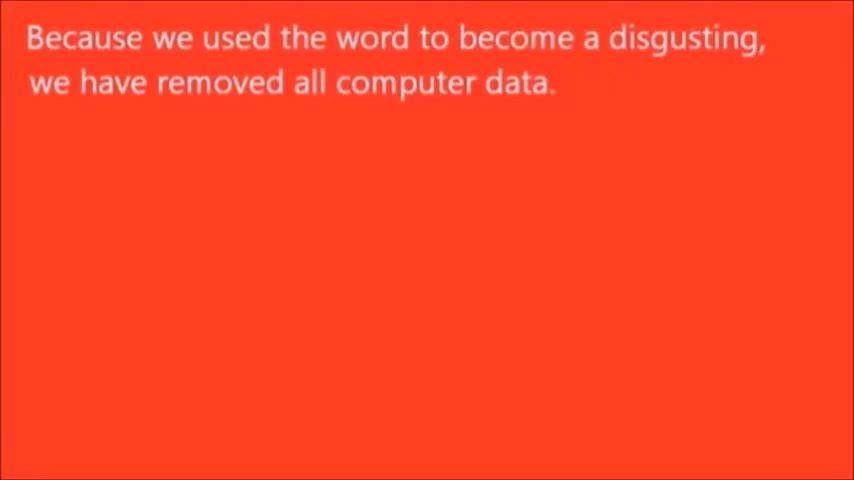 Because we used the word to become a disgusting,
we have removed all computer data.